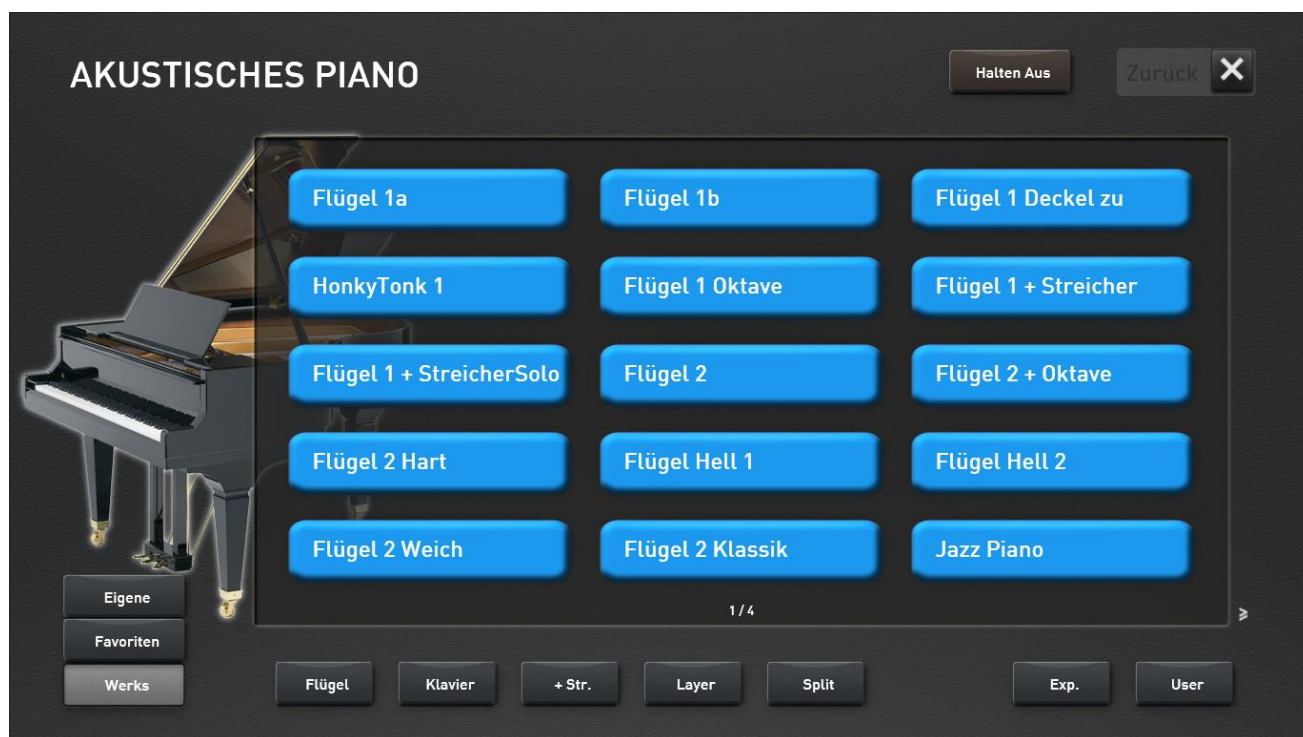 AKUSTISCHES PIANO
Halten Aus
Zurück
Flügel 1a
Flügel 1b
Flügel 1 Deckel zu
HonkyTonk 1
Flügel 1 Oktave
Flügel 1 + Streicher
Flügel 1 + StreicherSolo
Flügel 2
Flügel 2 + Oktave
Flügel 2 Hart
Flügel Hell 1
Flügel Hell 2
Flügel 2 Weich
Flügel 2 Klassik
Jazz Piano
Eigene
1 / 4
Favoriten
Werks
Flügel
Klavier
+ Str.
Layer
Split
Exp.
User